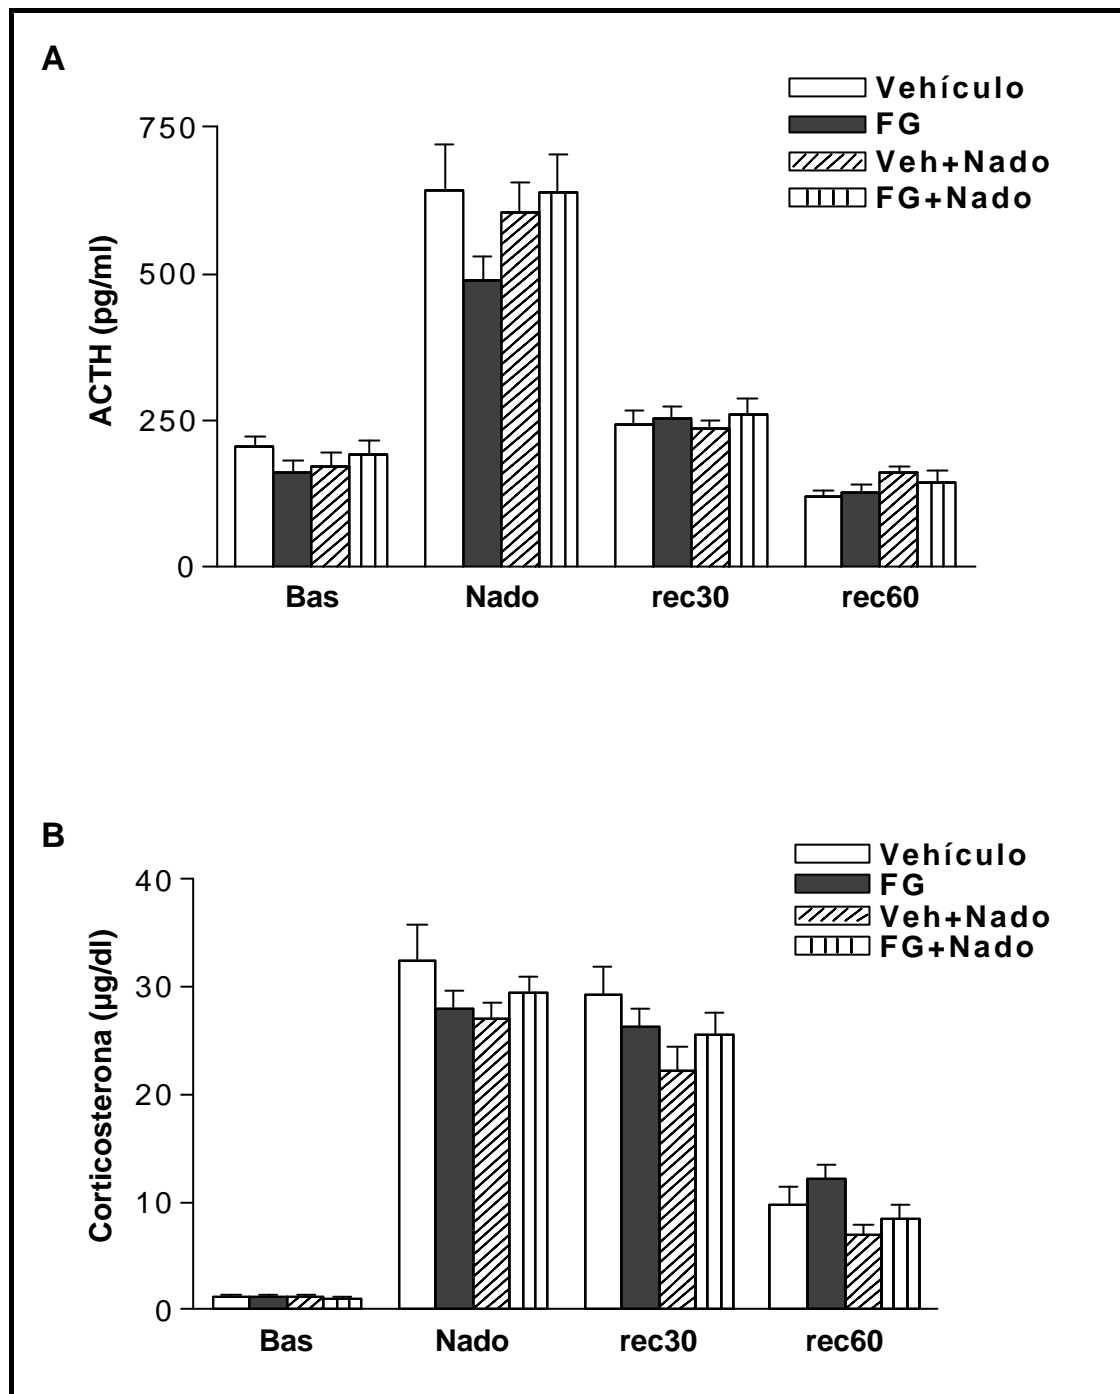 A
Vehículo
FG
Veh+Nado
FG+Nado
750
500
250
0
ACTH (pg/ml)
Bas Nado rec30 rec60
B
Vehículo
FG
Veh+Nado
FG+Nado
40
30
20
10
0
Corticosterona (µg/dl)
Bas Nado rec30 rec60